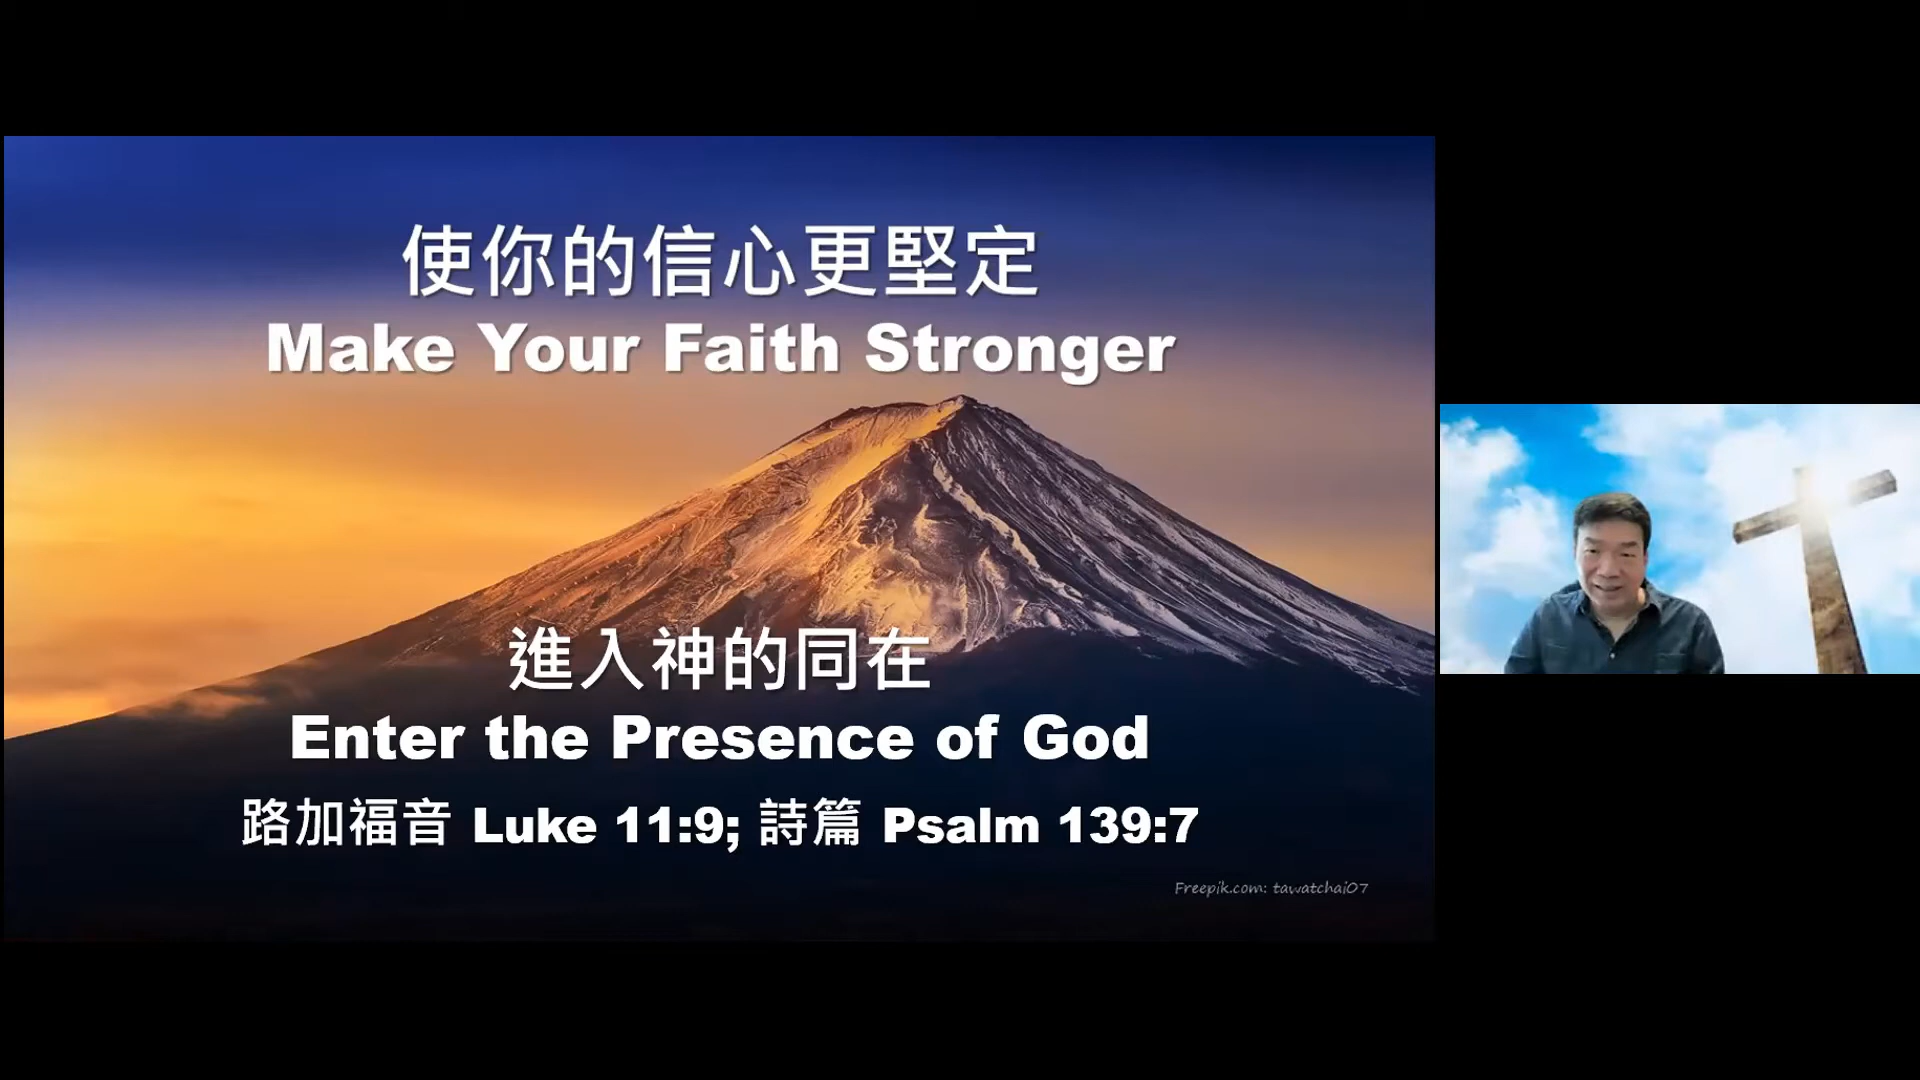 使你的信心更堅定
Make Your Faith Stronger
進入神的同在
Enter the Presence of God
路加福音 Luke 11:9; 詩篇 Psalm 139:7
Freepik.com: tawatchai07